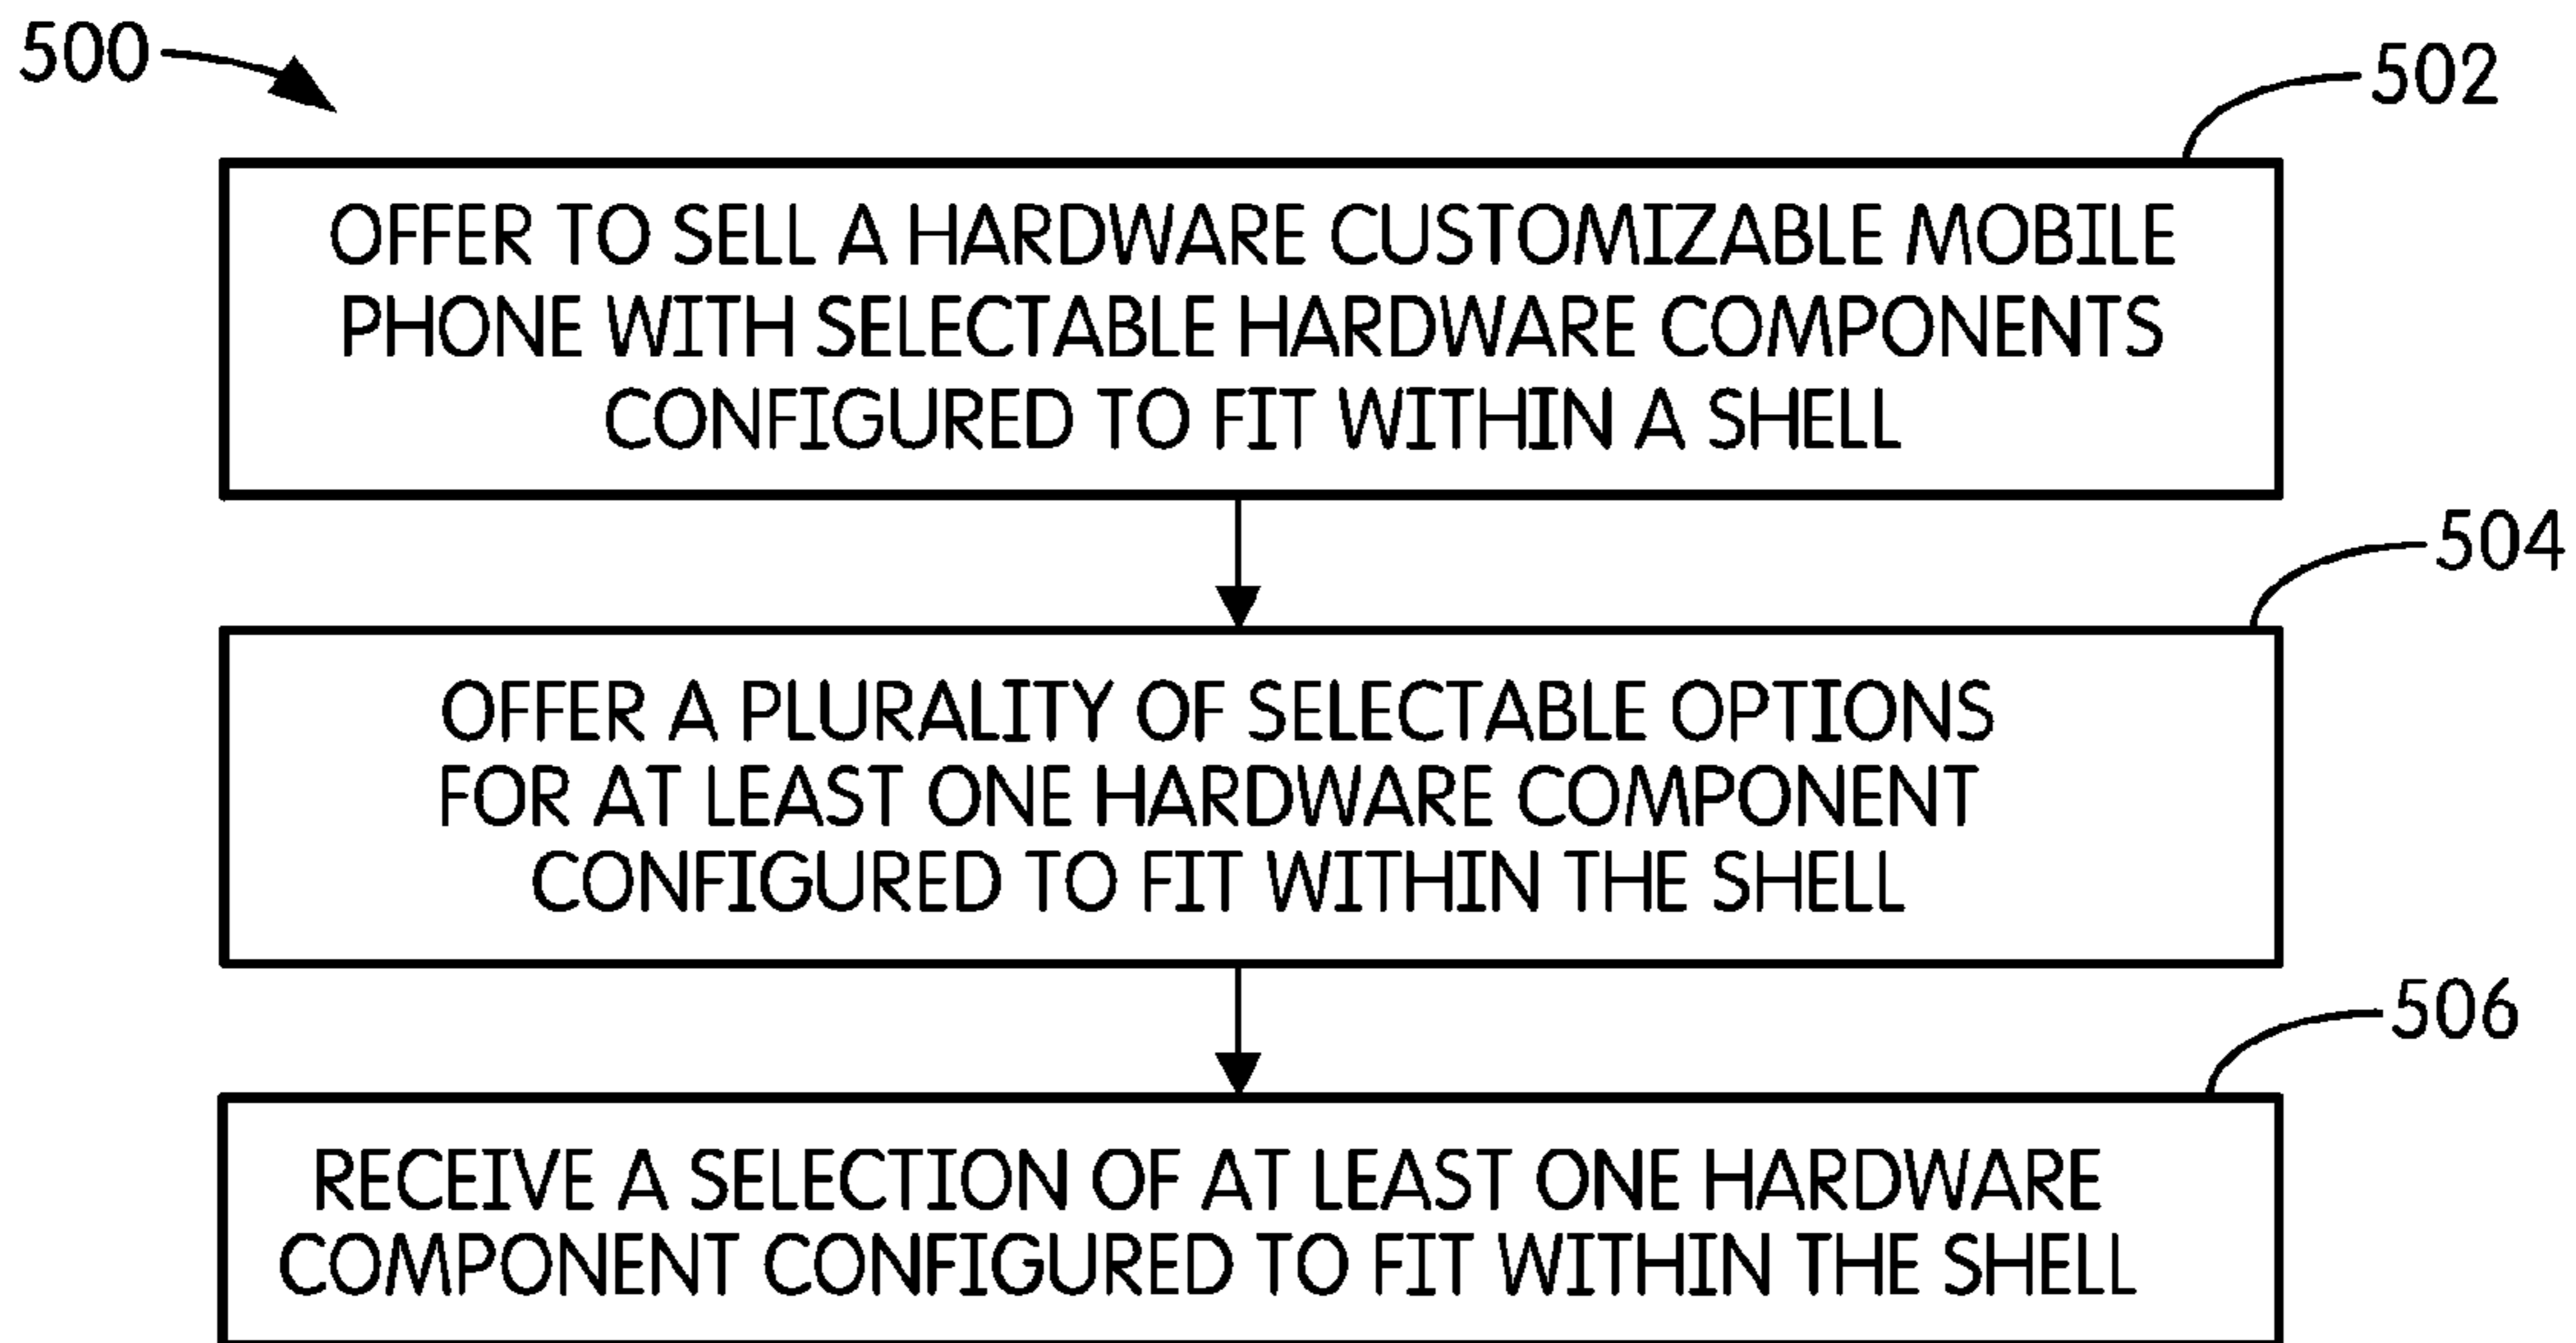 500
502
OFFER TO SELL A HARDWARE CUSTOMIZABLE MOBILE
PHONE WITH SELECTABLE HARDWARE COMPONENTS
CONFIGURED TO FIT WITHIN A SHELL
504
OFFER A PLURALITY OF SELECTABLE OPTIONS
FOR AT LEAST ONE HARDWARE COMPONENT
CONFIGURED TO FIT WITHIN THE SHELL
506
RECEIVE A SELECTION OF AT LEAST ONE HARDWARE
COMPONENT CONFIGURED TO FIT WITHIN THE SHELL